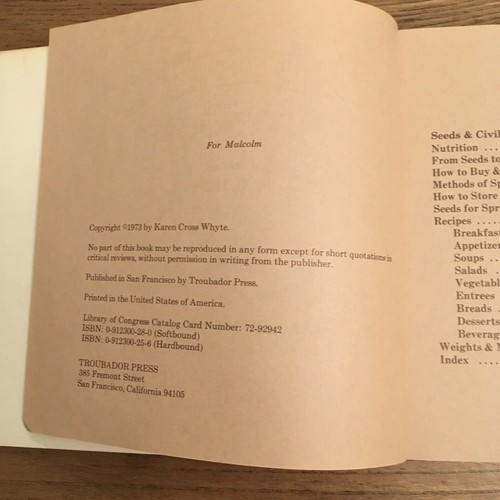 For Malcolm
Copyright ©1973 by Karen Cross Whyte.
No part of this book may be reproduced in any form except for short quotations in
critical reviews, without permission in writing from the publisher.
Published in San Francisco by Troubador Press.
Printed in the United States of America.
Library of Congress Catalog Card Number: 72-92942
ISBN: 0-912300-28-0 (Softbound)
ISBN: 0-912300-25-6 (Hardbound)
TROUBADOR PRESS
385 Fremont Street
San Francisco, California 94105
Seeds & Civil
Nutrition ...
From Seeds to
How to Buy &
Methods of Sp
How to Store
Seeds for Spr
Recipes .....
Breakfast
Appetizer
Soups ..
Salads .
Vegetabl
Entrees
Breads
Desserts
Beverag
Weights & M
Index ....